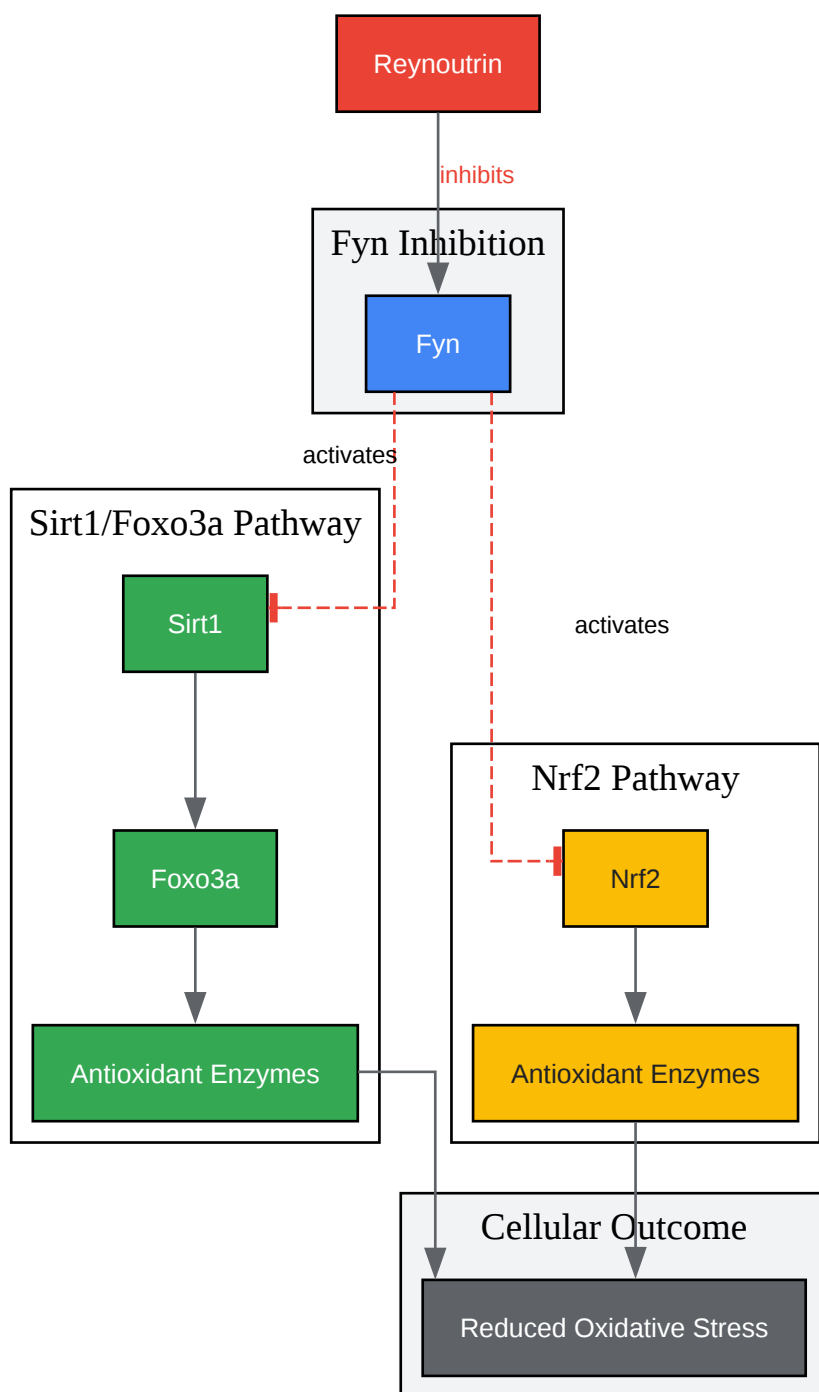 Reynoutrin
inhibits
Fyn Inhibition
Fyn
activates
Sirt1/Foxo3a Pathway
Sirt1
activates
Nrf2 Pathway
Foxo3a
Nrf2
Antioxidant Enzymes
Antioxidant Enzymes
Cellular Outcome
Reduced Oxidative Stress